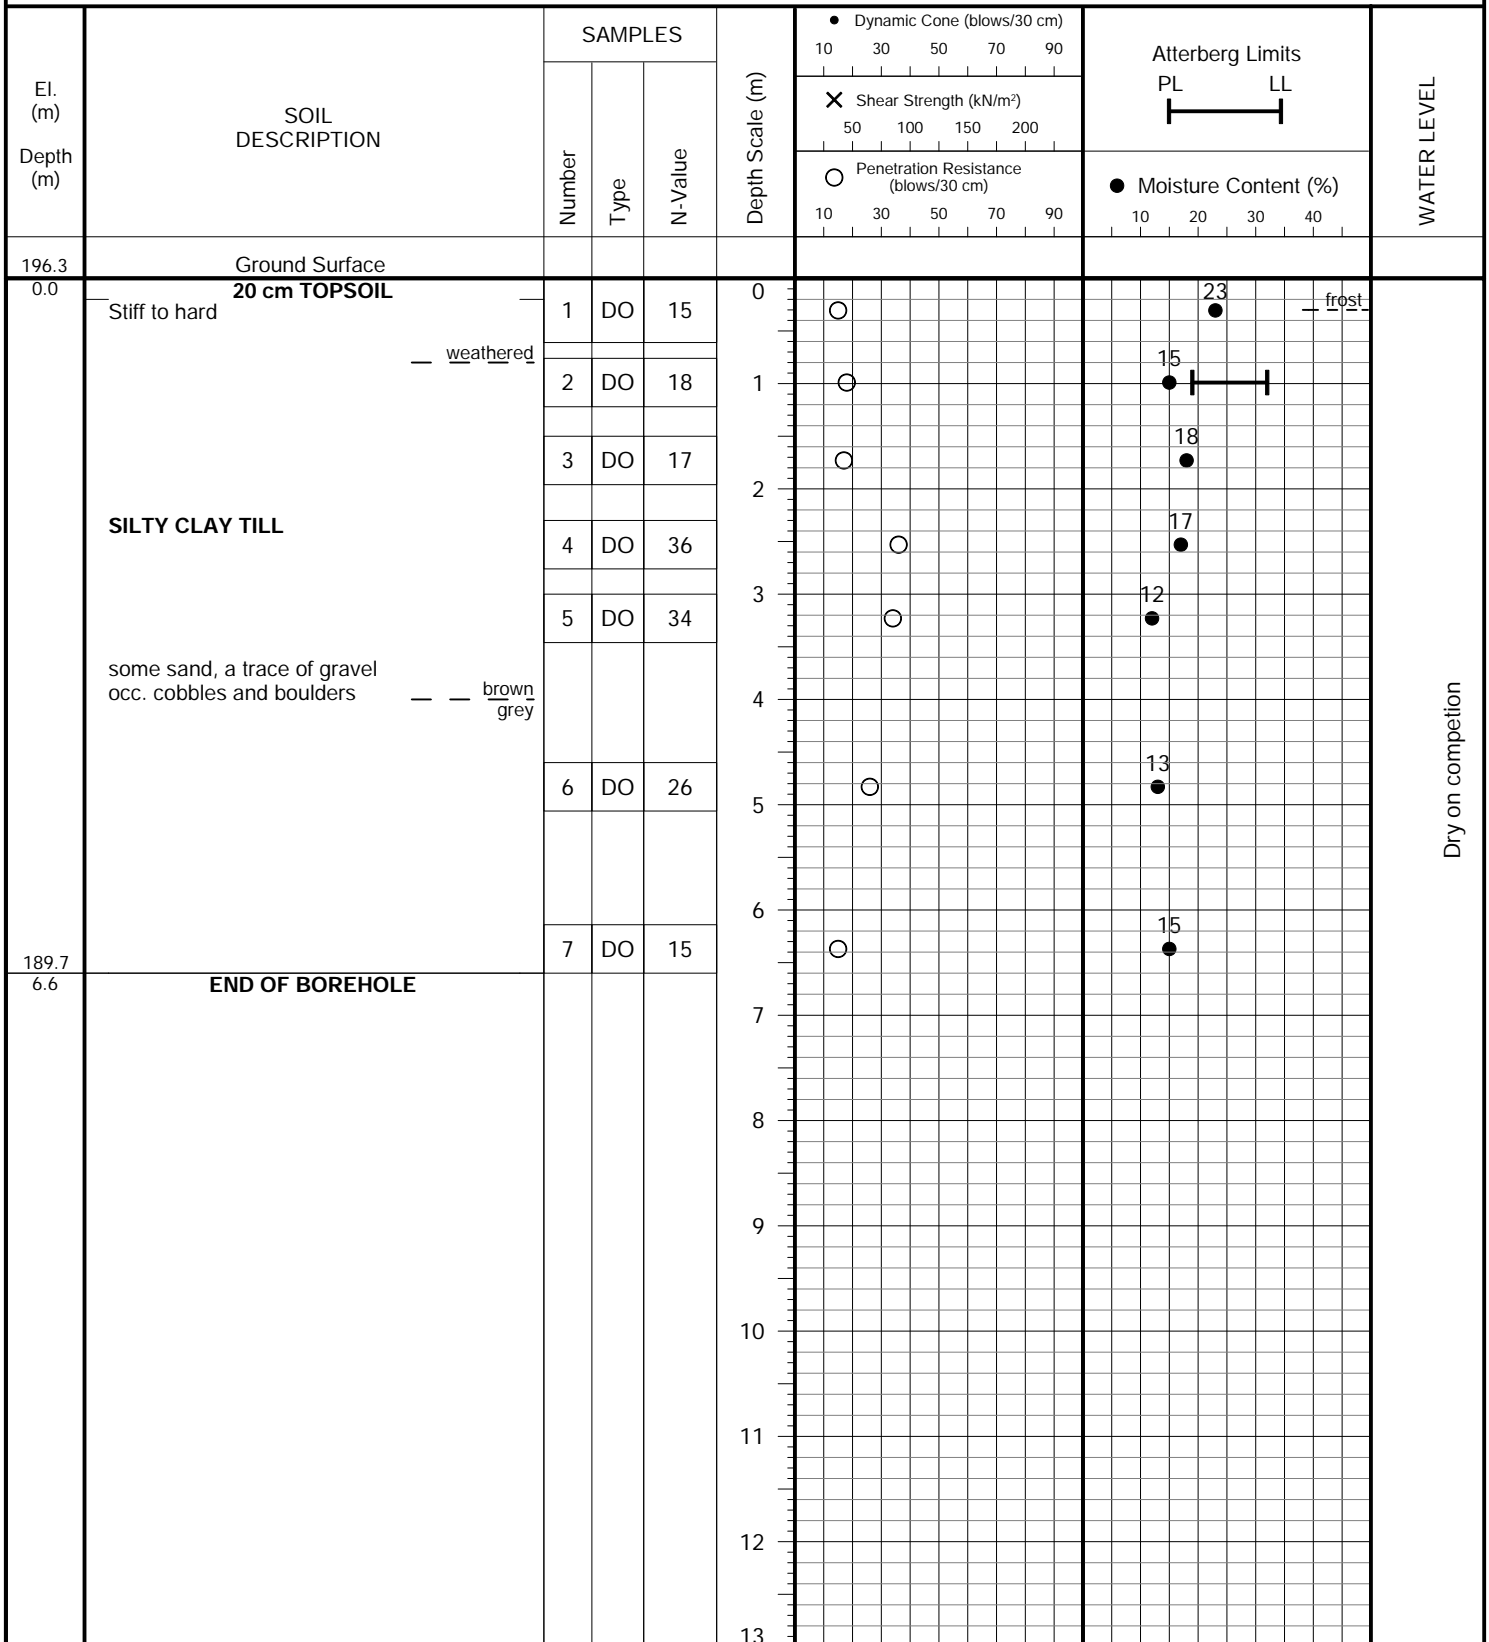 El.
(m)
Depth
(m)
SOIL
DESCRIPTION
SAMPLES
Number
Type
N-Value
Depth Scale (m)
Dynamic Cone (blows/30 cm)
10 30 50 70 90
Shear Strength (kN/m²)
50 100 150 200
Penetration Resistance
(blows/30 cm)
10 30 50 70 90
Atterberg Limits
PL LL
Moisture Content (%)
10 20 30 40
WATER LEVEL
196.3 Ground Surface
0.0 20 cm TOPSOIL 0
Stiff to hard 1 DO 15 23 frost
weathered
2 DO 18 1 15
3 DO 17 18
2
SILTY CLAY TILL
4 DO 36 17
3
5 DO 34 12
some sand, a trace of gravel
occ. cobbles and boulders brown
grey
4
6 DO 26 13
5
Dry on competion
6
7 DO 15 15
189.7
6.6 END OF BOREHOLE
7
8
9
10
11
12
13